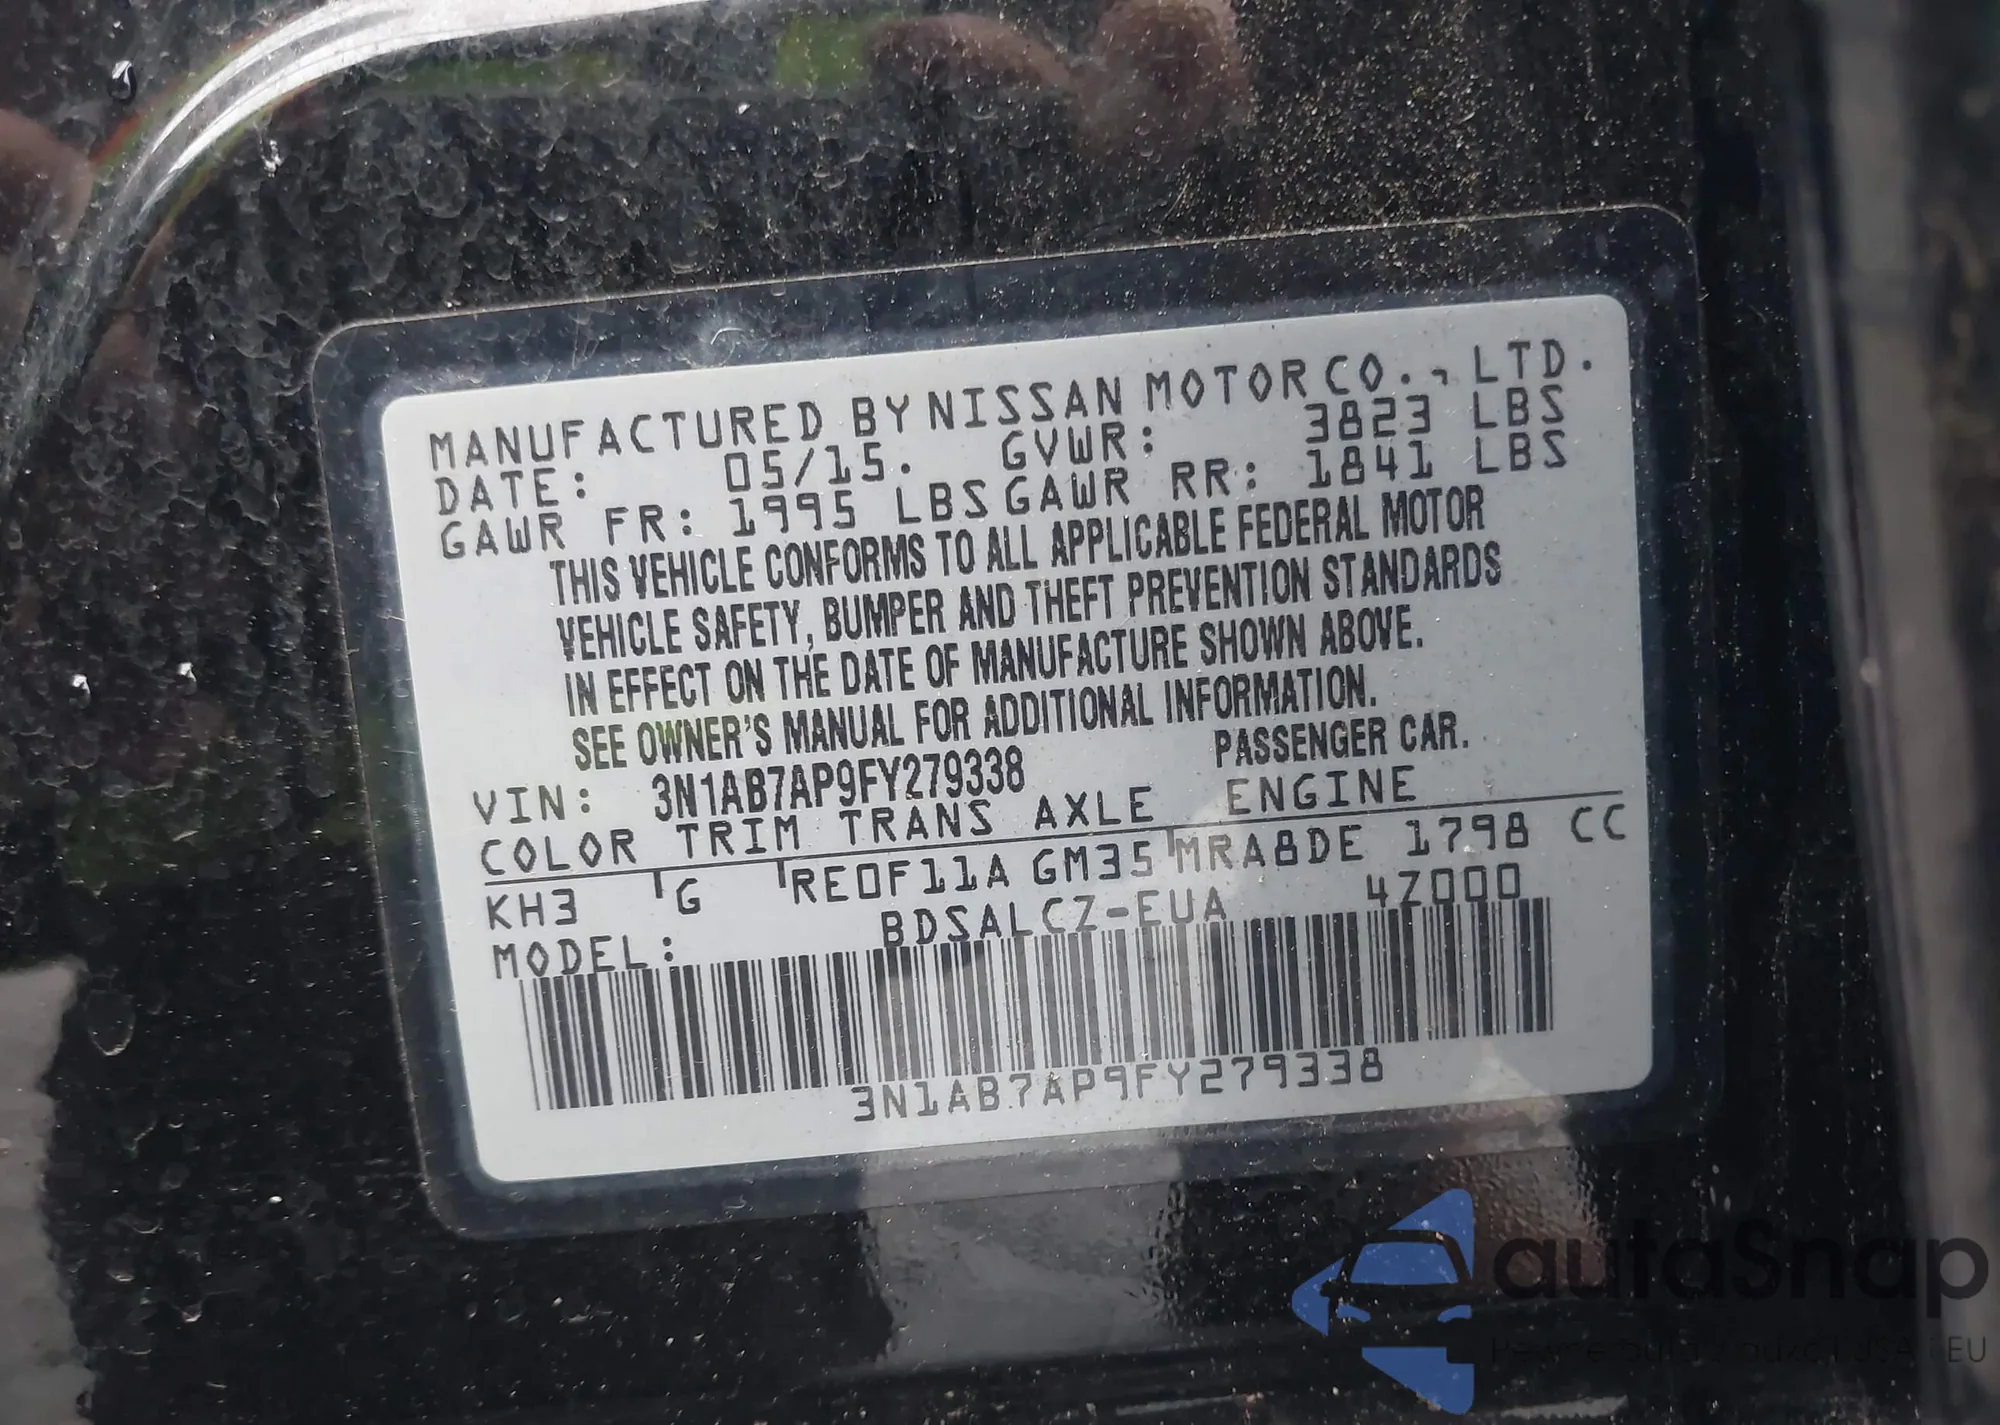 MANUFACTURED BY NISSAN MOTOR CO., LTD.
DATE: 05/15. GVWR: 3823 LBS
GAWR FR: 1995 LBS GAWR RR: 1841 LBS
THIS VEHICLE CONFORMS TO ALL APPLICABLE FEDERAL MOTOR
VEHICLE SAFETY, BUMPER AND THEFT PREVENTION STANDARDS
IN EFFECT ON THE DATE OF MANUFACTURE SHOWN ABOVE.
SEE OWNER'S MANUAL FOR ADDITIONAL INFORMATION.
VIN: 3N1AB7AP9FY279338 PASSENGER CAR.
COLOR TRIM TRANS AXLE ENGINE
KH3 G RE0F11A GM35 MRA8DE 1798 CC
MODEL: BDSALCZ-EUA 4Z000
3N1AB7AP9FY279338
autoSnap
EU